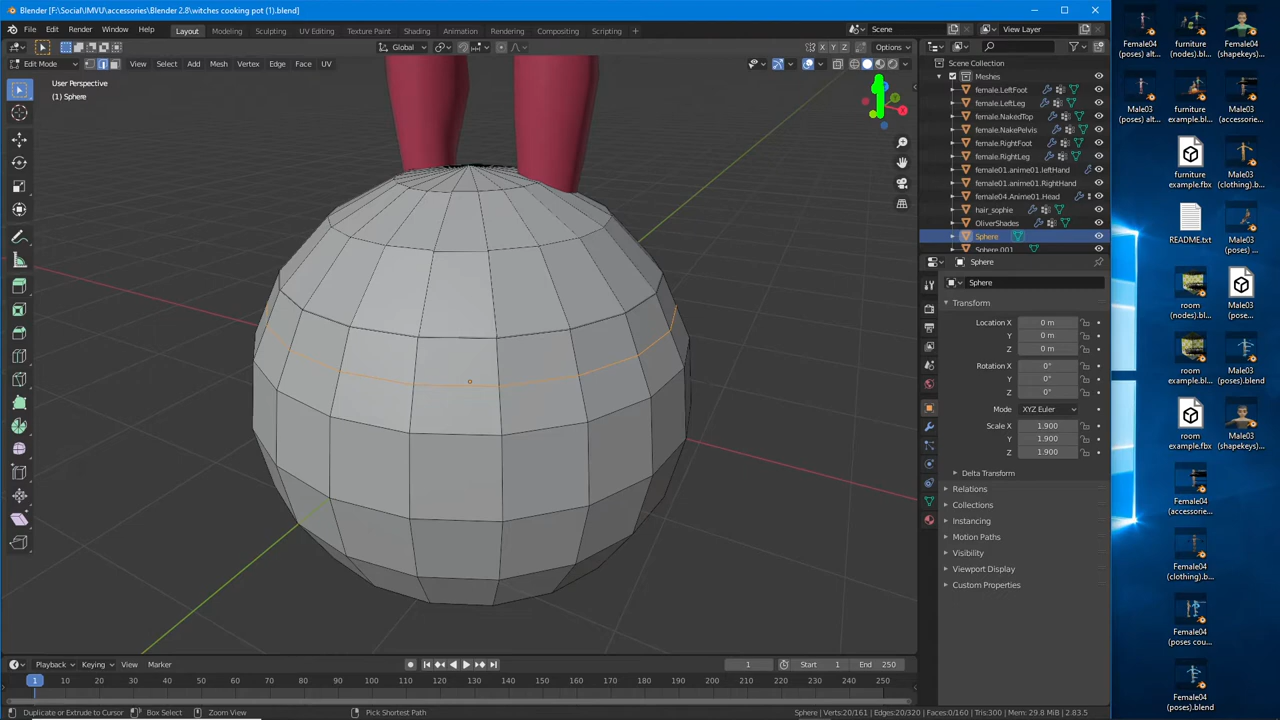 Blender [F:\Social\IMVU\accessories\Blender 2.8\witches cooking pot (1).blend]
File Edit Render Window Help Layout Modeling Sculpting UV Editing Texture Paint Shading Animation Rendering Compositing Scripting + Scene View Layer
Global X Y Z Options
Edit Mode View Select Add Mesh Vertex Edge Face UV
User Perspective
(1) Sphere
Scene Collection
Meshes
female.LeftFoot
female.LeftLeg
female.NakedTop
female.NakePelvis
female.RightFoot
female.RightLeg
female01.anime01.leftHand
female01.anime01.RightHand
female04.Anime01.Head
hair_sophie
OliverShades
Sphere
Sphere.001
Sphere
Sphere
Transform
Location X 0 m
Y 0 m
Z 0 m
Rotation X 0°
Y 0°
Z 0°
Mode XYZ Euler
Scale X 1.900
Y 1.900
Z 1.900
Delta Transform
Relations
Collections
Instancing
Motion Paths
Visibility
Viewport Display
Custom Properties
Playback Keying View Marker 1 Start 1 End 250
1 10 20 30 40 50 60 70 80 90 100 110 120 130 140 150 160 170 180 190 200 210 220 230 240 250
Duplicate or Extrude to Cursor Box Select Zoom View Pick Shortest Path Sphere | Verts:20/161 | Edges:20/320 | Faces:0/160 | Tris:300 | Mem: 29.8 MiB | 2.83.5
Female04
(poses) alt...
furniture
(nodes).bl...
Female04
(shapekeys)...
Male03
(poses) alt...
furniture
example.bl...
Male03
(accessorie...
furniture
example.fbx
Male03
(clothing).b...
README.txt
Male03
(poses) ...
room
(nodes).ble...
Male03
(pose...
room
example.bl...
Male03
(poses).blend
room
example.fbx
Male03
(shapekeys)...
Female04
(accessorie...
Female04
(clothing).b...
Female04
(poses cou...
Female04
(poses).blend